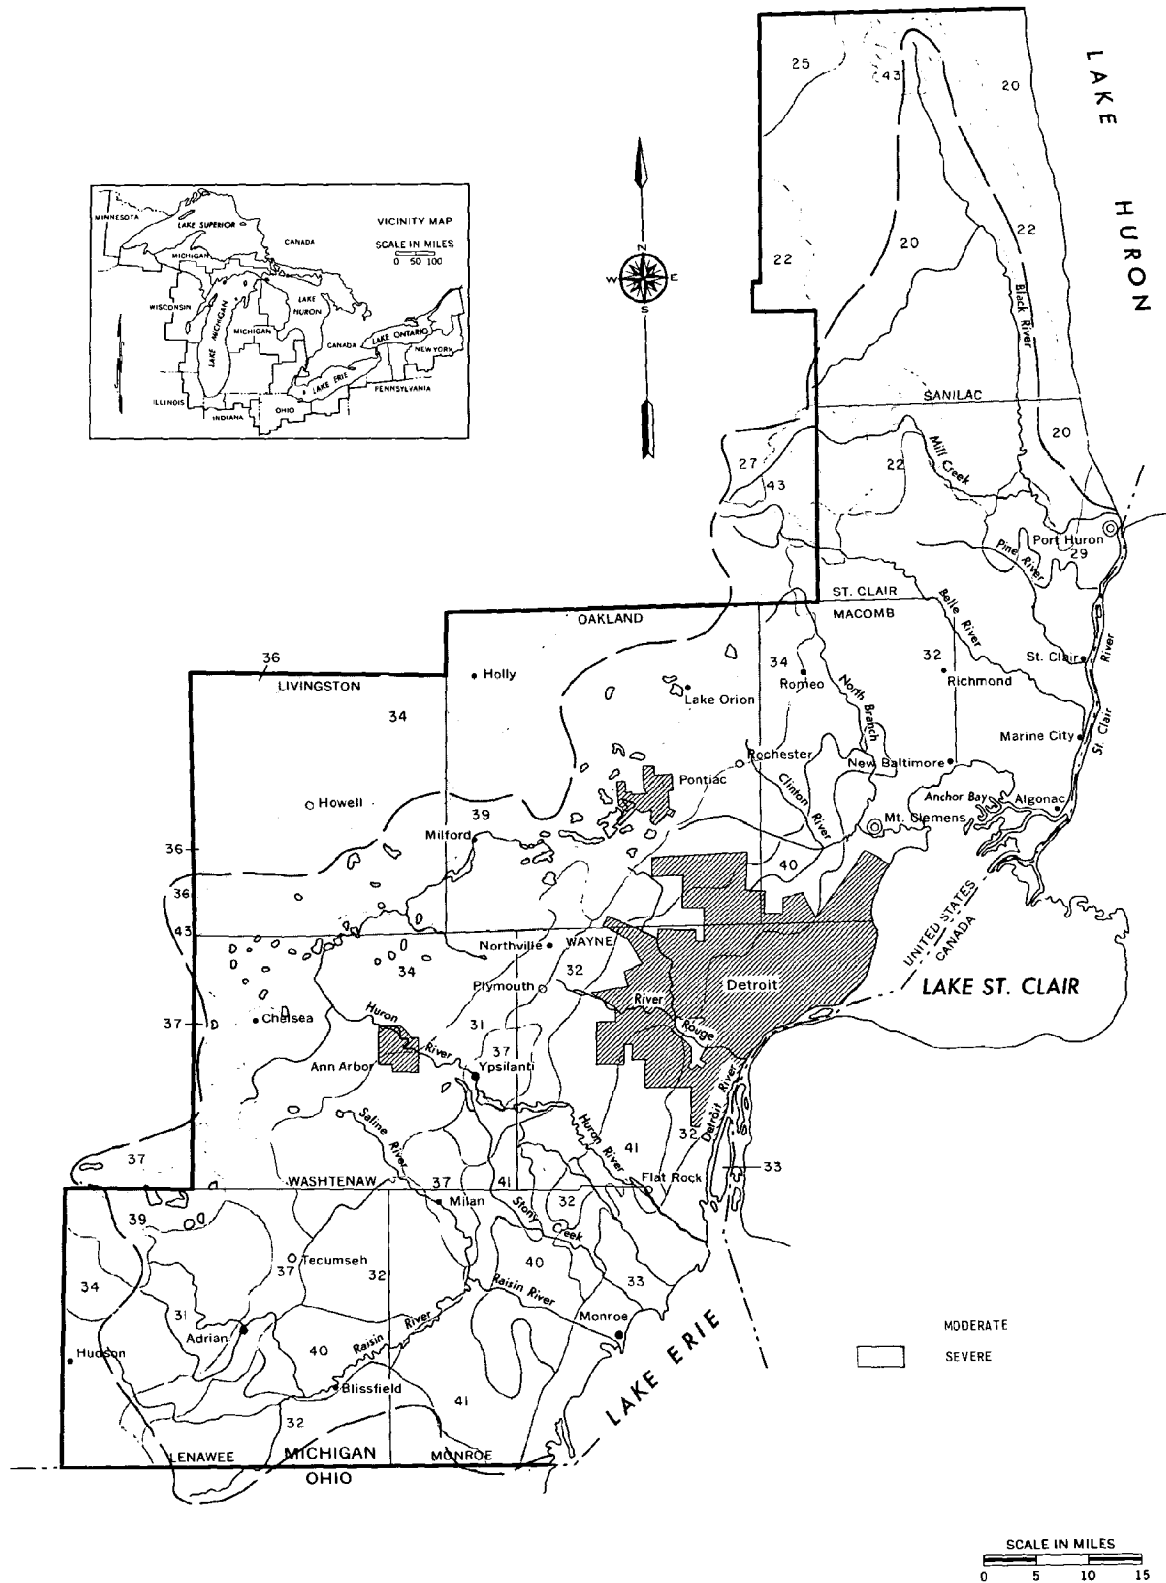 LAKE HURON
25
43
20
VICINITY MAP
SCALE IN MILES
0 50 100
MINNESOTA
LAKE SUPERIOR
CANADA
MICHIGAN
WISCONSIN
LAKE MICHIGAN
LAKE HURON
MICHIGAN
CANADA
LAKE ONTARIO
NEW YORK
LAKE ERIE
PENNSYLVANIA
ILLINOIS
INDIANA
OHIO
N
W
E
S
22
20
22
Black River
SANILAC
20
27
22
Mill Creek
43
Port Huron
29
Pine River
ST. CLAIR
MACOMB
OAKLAND
Belle River
36
LIVINGSTON
34
Holly
Lake Orion
34
Romeo
North Branch
32
Richmond
St. Clair
St. Clair River
Marine City
Rochester
New Baltimore
Pontiac
Clinton River
Anchor Bay
Algonac
Mt. Clemens
Howell
39
Milford
36
40
36
43
UNITED STATES
CANADA
Northville
WAYNE
34
32
Plymouth
River Rouge
Detroit
LAKE ST. CLAIR
37
Chelsea
Huron River
31
37
Ann Arbor
Ypsilanti
Saline River
Huron River
Detroit River
41
32
33
37
Flat Rock
WASHTENAW
37
41
Milan
Stony Creek
32
39
Tecumseh
37
32
40
33
34
31
Raisin River
Monroe
Adrian
Hudson
40
Raisin River
Blissfield
41
32
LAKE ERIE
MODERATE
SEVERE
LENAWEE
MICHIGAN
MONROE
OHIO
SCALE IN MILES
0 5 10 15